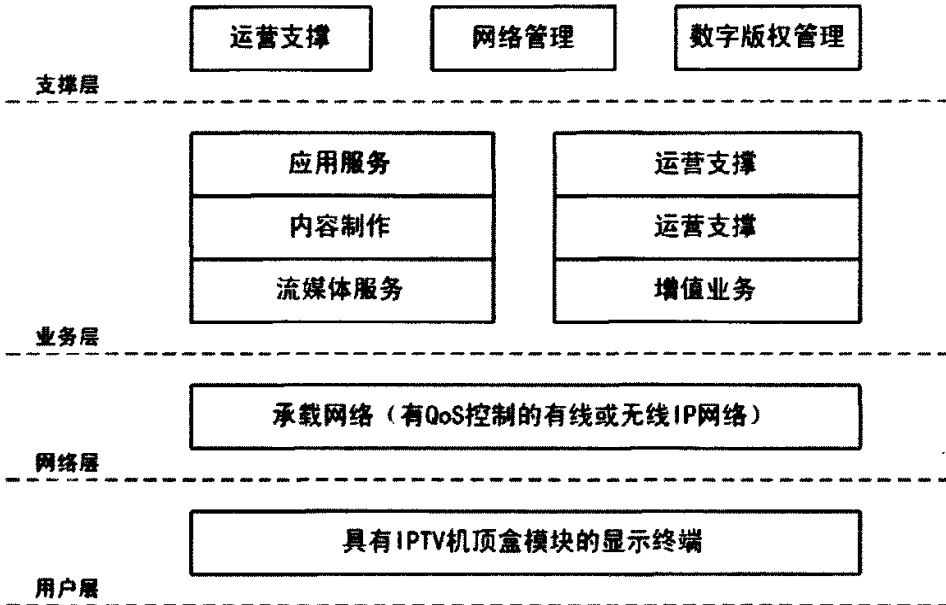 运营支撑
网络管理
数字版权管理
支撑层
应用服务
运营支撑
内容制作
运营支撑
流媒体服务
增值业务
业务层
承载网络（有QoS控制的有线或无线IP网络）
网络层
具有IPTV机顶盒模块的显示终端
用户层